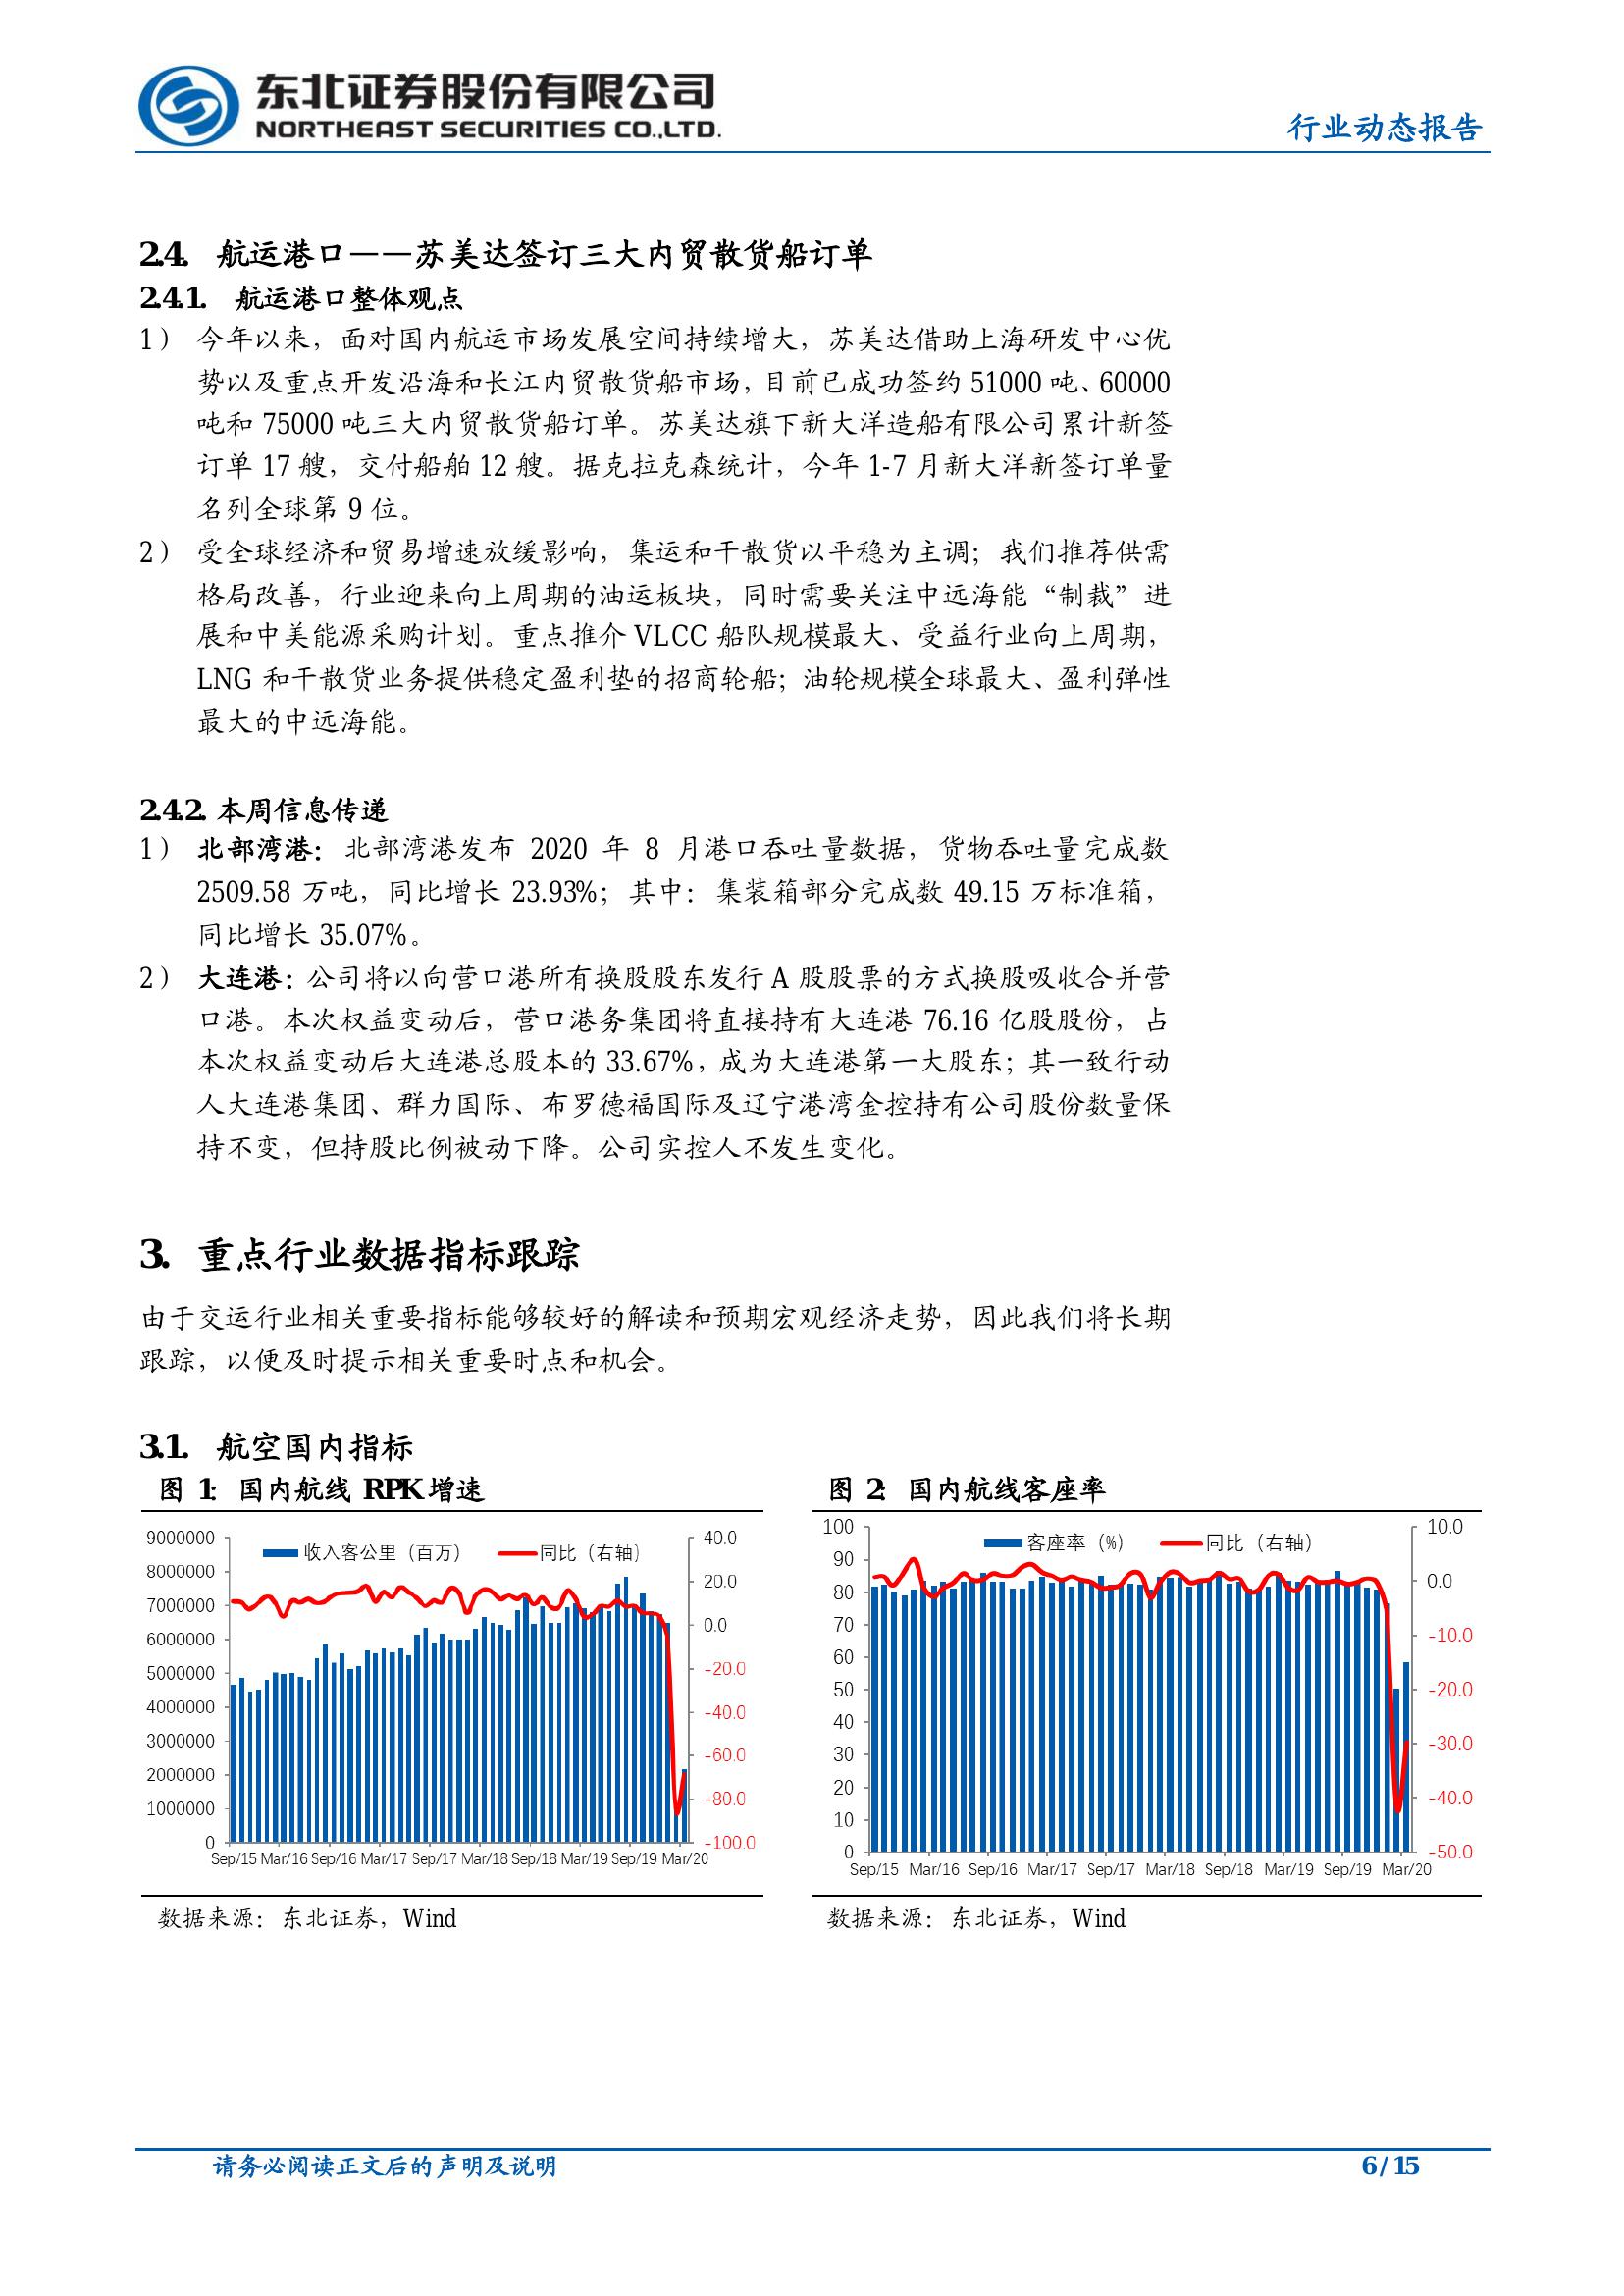 东北证券股份有限公司
NORTHEAST SECURITIES CO.,LTD.
行业动态报告
2.4. 航运港口——苏美达签订三大内贸散货船订单
2.4.1. 航运港口整体观点
1） 今年以来，面对国内航运市场发展空间持续增大，苏美达借助上海研发中心优
势以及重点开发沿海和长江内贸散货船市场，目前已成功签约 51000 吨、60000
吨和 75000 吨三大内贸散货船订单。苏美达旗下新大洋造船有限公司累计新签
订单 17 艘，交付船舶 12 艘。据克拉克森统计，今年 1-7 月新大洋新签订单量
名列全球第 9 位。
2） 受全球经济和贸易增速放缓影响，集运和干散货以平稳为主调；我们推荐供需
格局改善，行业迎来向上周期的油运板块，同时需要关注中远海能“制裁”进
展和中美能源采购计划。重点推介 VLCC 船队规模最大、受益行业向上周期，
LNG 和干散货业务提供稳定盈利垫的招商轮船；油轮规模全球最大、盈利弹性
最大的中远海能。
2.4.2. 本周信息传递
1） 北部湾港：北部湾港发布 2020 年 8 月港口吞吐量数据，货物吞吐量完成数
2509.58 万吨，同比增长 23.93%；其中：集装箱部分完成数 49.15 万标准箱，
同比增长 35.07%。
2） 大连港：公司将以向营口港所有换股股东发行 A 股股票的方式换股吸收合并营
口港。本次权益变动后，营口港务集团将直接持有大连港 76.16 亿股股份，占
本次权益变动后大连港总股本的 33.67%，成为大连港第一大股东；其一致行动
人大连港集团、群力国际、布罗德福国际及辽宁港湾金控持有公司股份数量保
持不变，但持股比例被动下降。公司实控人不发生变化。
3. 重点行业数据指标跟踪
由于交运行业相关重要指标能够较好的解读和预期宏观经济走势，因此我们将长期
跟踪，以便及时提示相关重要时点和机会。
3.1. 航空国内指标
图 1：国内航线 RPK 增速
收入客公里（百万） 同比（右轴）
9000000
8000000
7000000
6000000
5000000
4000000
3000000
2000000
1000000
0
40.0
20.0
0.0
-20.0
-40.0
-60.0
-80.0
-100.0
Sep/15 Mar/16 Sep/16 Mar/17 Sep/17 Mar/18 Sep/18 Mar/19 Sep/19 Mar/20
数据来源：东北证券，Wind
图 2：国内航线客座率
客座率（%） 同比（右轴）
100
90
80
70
60
50
40
30
20
10
0
10.0
0.0
-10.0
-20.0
-30.0
-40.0
-50.0
Sep/15 Mar/16 Sep/16 Mar/17 Sep/17 Mar/18 Sep/18 Mar/19 Sep/19 Mar/20
数据来源：东北证券，Wind
请务必阅读正文后的声明及说明
6 / 15